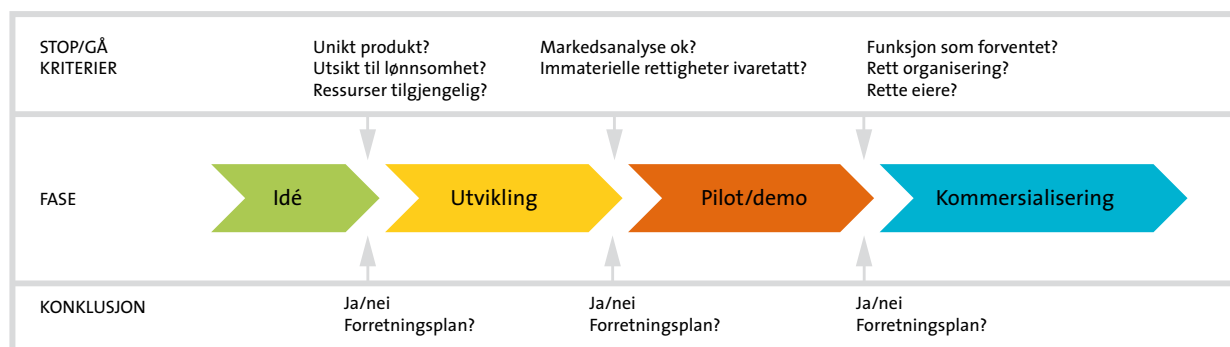 STOP/GÅ
KRITERIER
Unikt produkt?
Utsikt til lønnsomhet?
Ressurser tilgjengelig?
Markedsanalyse ok?
Immaterielle rettigheter ivaretatt?
Funksjon som forventet?
Rett organisering?
Rette eiere?
FASE
Idé
Utvikling
Pilot/demo
Kommersialisering
KONKLUSJON
Ja/nei
Forretningsplan?
Ja/nei
Forretningsplan?
Ja/nei
Forretningsplan?